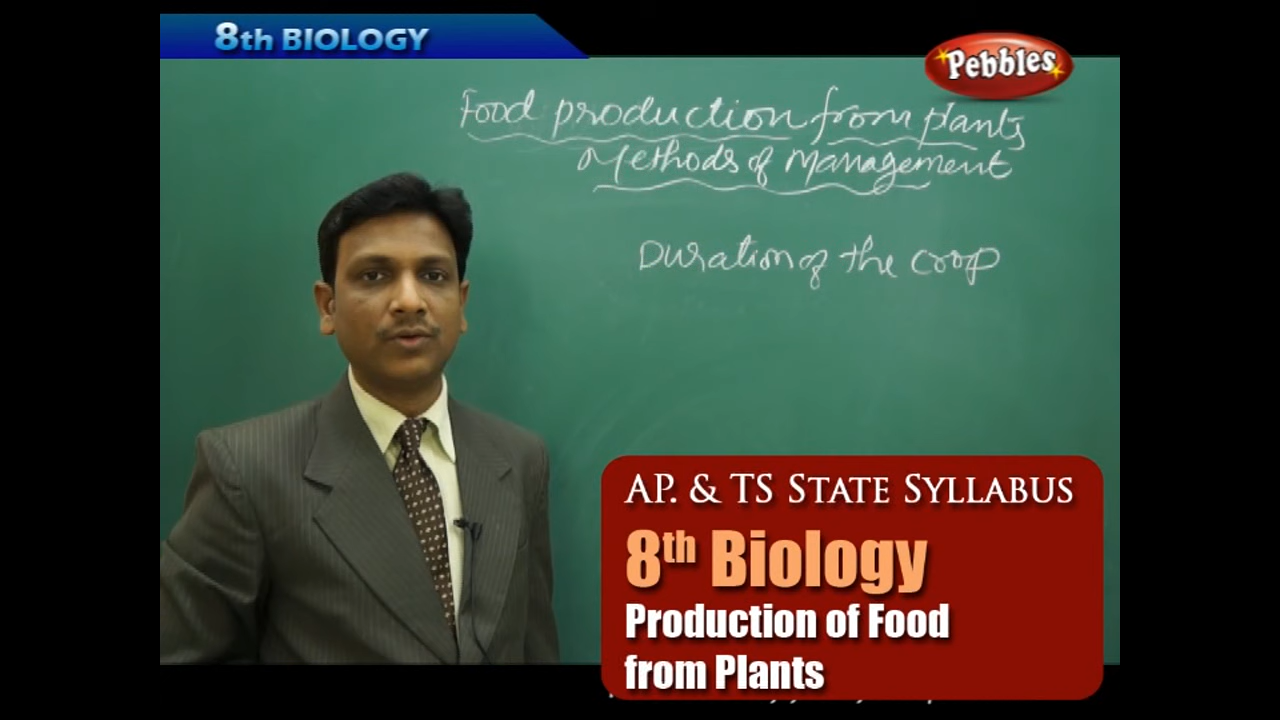 8th BIOLOGY
Pebbles
Food production from plants
Methods of Management
Duration of the crop
AP. & TS STATE SYLLABUS
8th Biology
Production of Food
from Plants